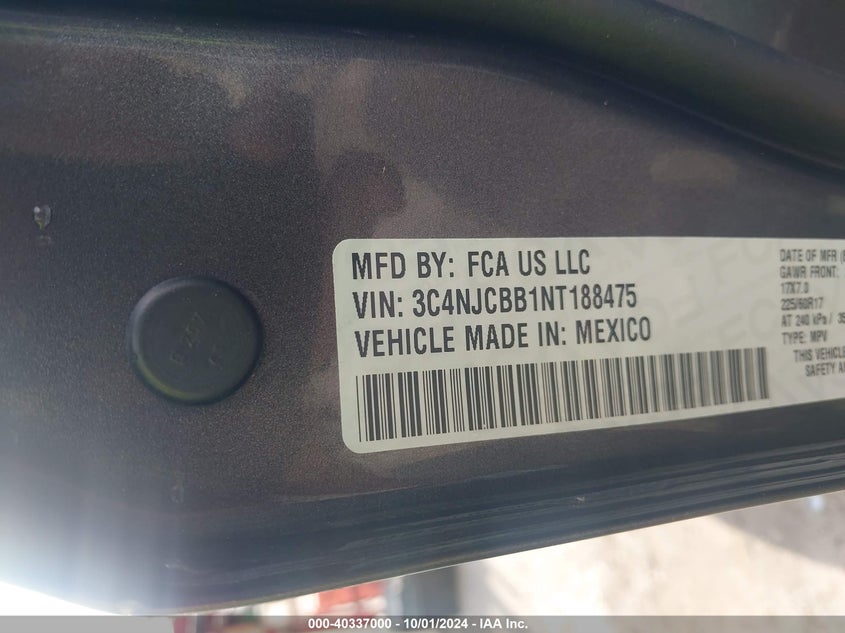 MFD BY: FCA US LLC
VIN: 3C4NJCBB1NT188475
VEHICLE MADE IN: MEXICO
DATE OF MFR
GAWR FRONT:
17X7.0
225/60R17
AT 240 kPa / 35
TYPE: MPV
THIS VEHICLE
SAFETY
000-40337000 - 10/01/2024 - IAA Inc.